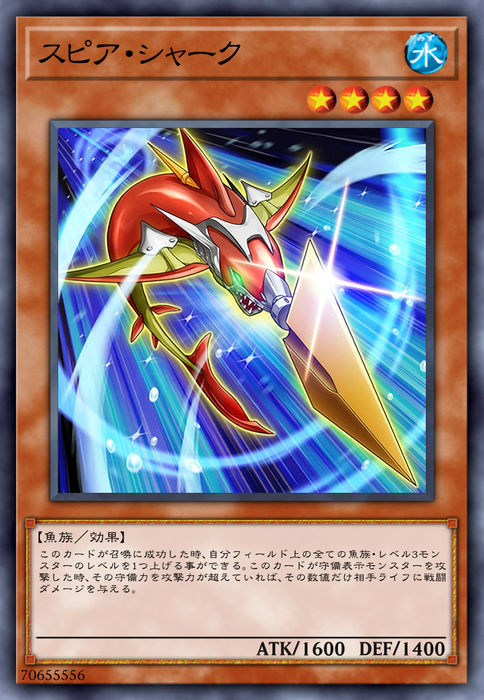 スピア・シャーク
みず
水
【魚族／効果】
このカードが召喚に成功した時、自分フィールド上の全ての魚族・レベル3モン
スターのレベルを1つ上げる事ができる。このカードが守備表示モンスターを攻
撃した時、その守備力を攻撃力が超えていれば、その数値だけ相手ライフに戦闘
ダメージを与える。
ATK/1600 DEF/1400
70655556